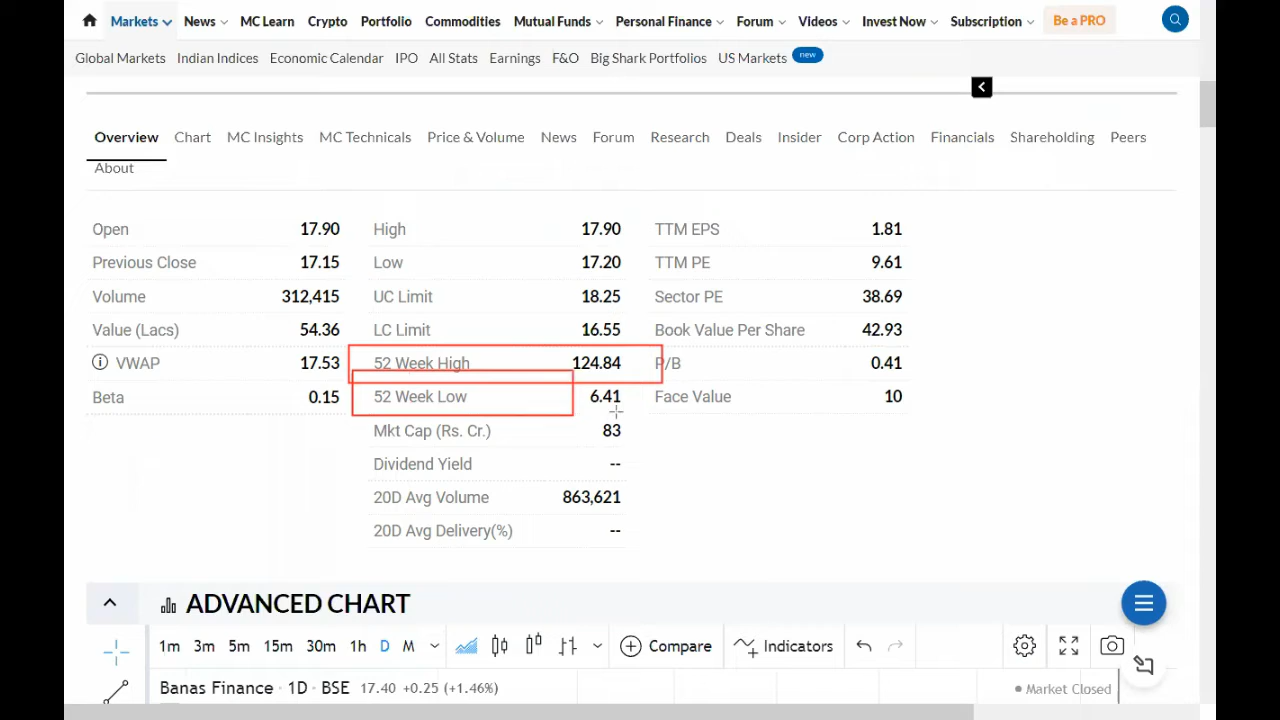 Markets News MC Learn Crypto Portfolio Commodities Mutual Funds Personal Finance Forum Videos Invest Now Subscription Be a PRO
Global Markets Indian Indices Economic Calendar IPO All Stats Earnings F&O Big Shark Portfolios US Markets new
Overview Chart MC Insights MC Technicals Price & Volume News Forum Research Deals Insider Corp Action Financials Shareholding Peers
About
Open 17.90 High 17.90 TTM EPS 1.81
Previous Close 17.15 Low 17.20 TTM PE 9.61
Volume 312,415 UC Limit 18.25 Sector PE 38.69
Value (Lacs) 54.36 LC Limit 16.55 Book Value Per Share 42.93
VWAP 17.53 52 Week High 124.84 P/B 0.41
Beta 0.15 52 Week Low 6.41 Face Value 10
Mkt Cap (Rs. Cr.) 83
Dividend Yield --
20D Avg Volume 863,621
20D Avg Delivery(%) --
ADVANCED CHART
1m 3m 5m 15m 30m 1h D M Compare Indicators
Banas Finance · 1D · BSE 17.40 +0.25 (+1.46%) Market Closed